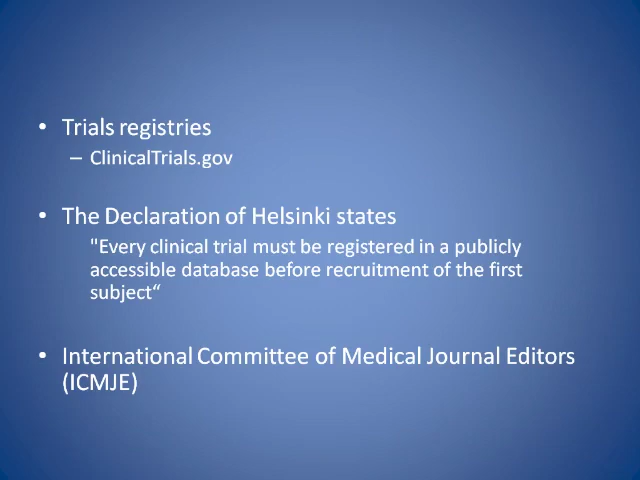 • Trials registries
– ClinicalTrials.gov
• The Declaration of Helsinki states
"Every clinical trial must be registered in a publicly
accessible database before recruitment of the first
subject“
• International Committee of Medical Journal Editors
(ICMJE)